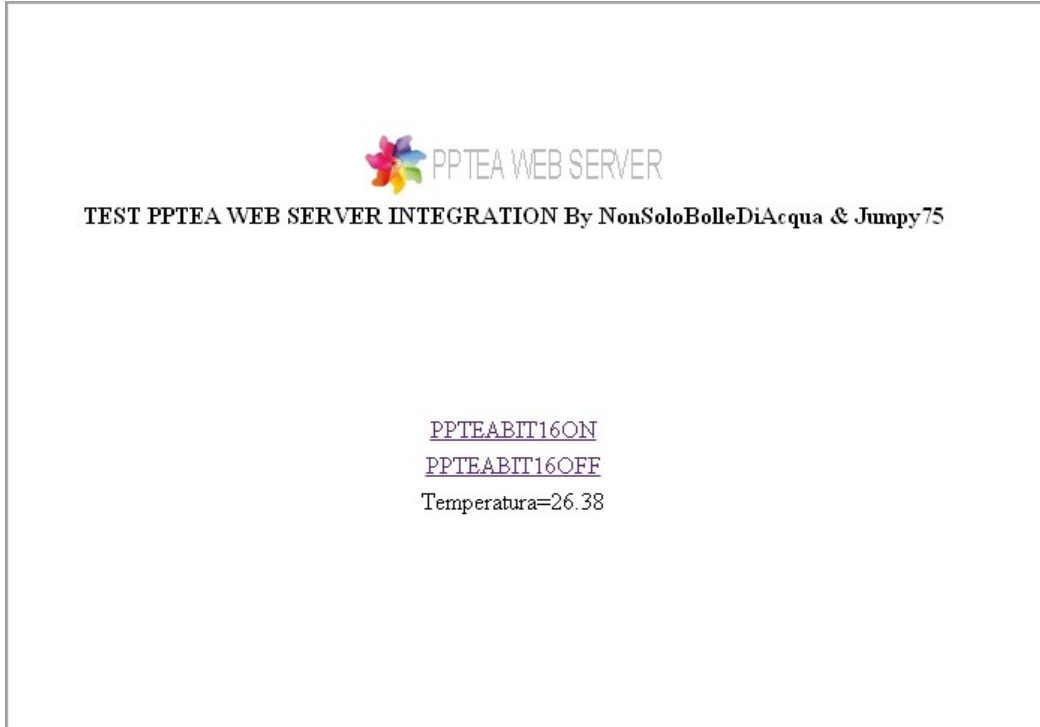 PPTEA WEB SERVER
TEST PPTEA WEB SERVER INTEGRATION By NonSoloBolleDiAcqua & Jumpy75
PPTEABIT16ON
PPTEABIT16OFF
Temperatura=26.38